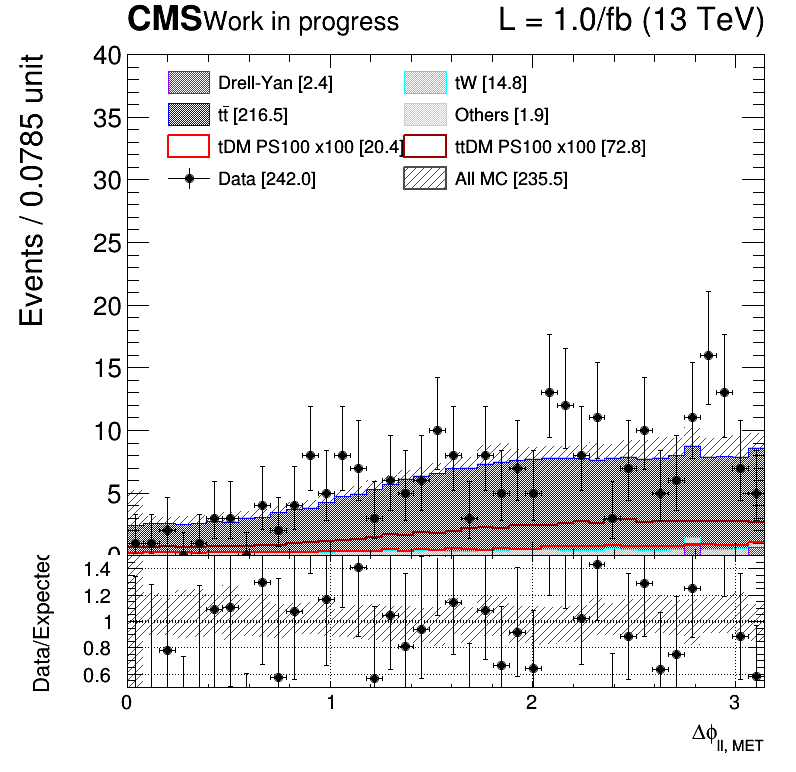 CMS Work in progress L = 1.0/fb (13 TeV)
Events / 0.0785 unit
40
35
30
25
20
15
10
5
0
Drell-Yan [2.4] tW [14.8]
tt̄ [216.5] Others [1.9]
tDM PS100 x100 [20.4] ttDM PS100 x100 [72.8]
Data [242.0] All MC [235.5]
Data/Expected
1.4
1.2
1
0.8
0.6
0 1 2 3
Δϕll, MET